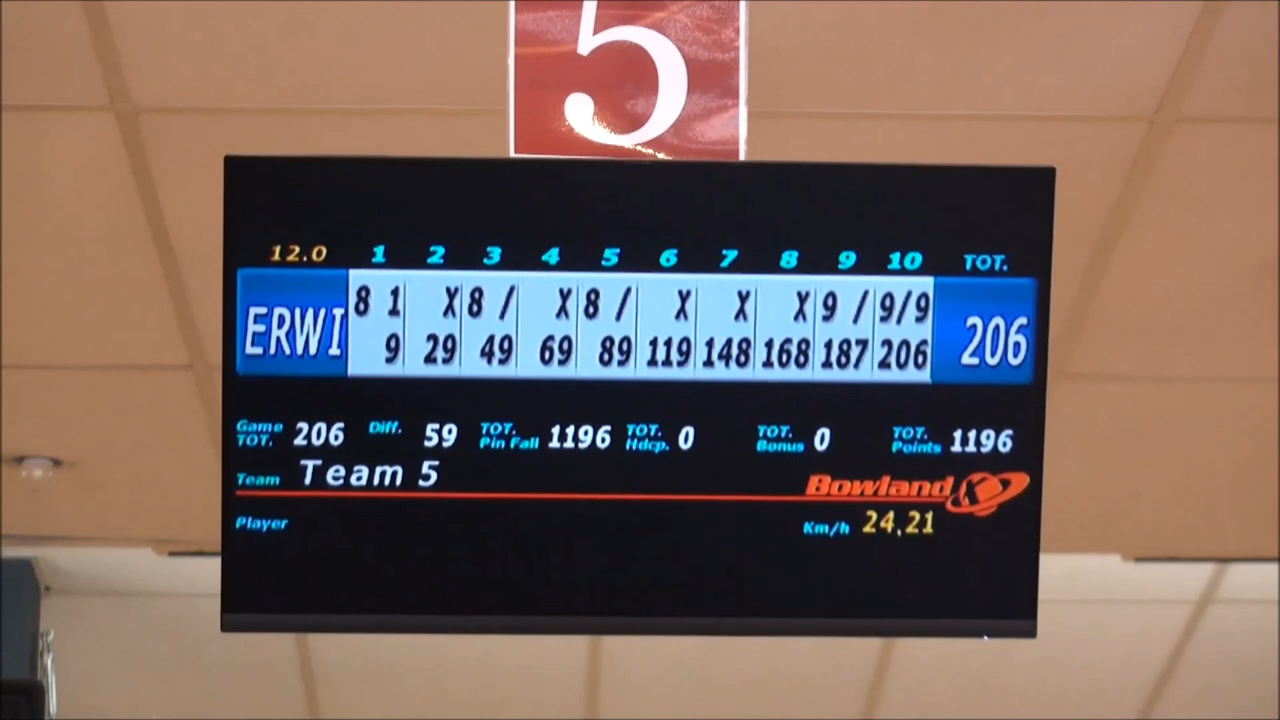 5
12.0 1 2 3 4 5 6 7 8 9 10 TOT.
ERWI 8 1 X 8 / X 8 / X X X 9 / 9/9 206
9 29 49 69 89 119 148 168 187 206
Game TOT. 206 Diff. 59 TOT. Pin Fall 1196 TOT. Hdcp. 0 TOT. Bonus 0 TOT. Points 1196
Team Team 5 Bowland X
Player Km/h 24,21